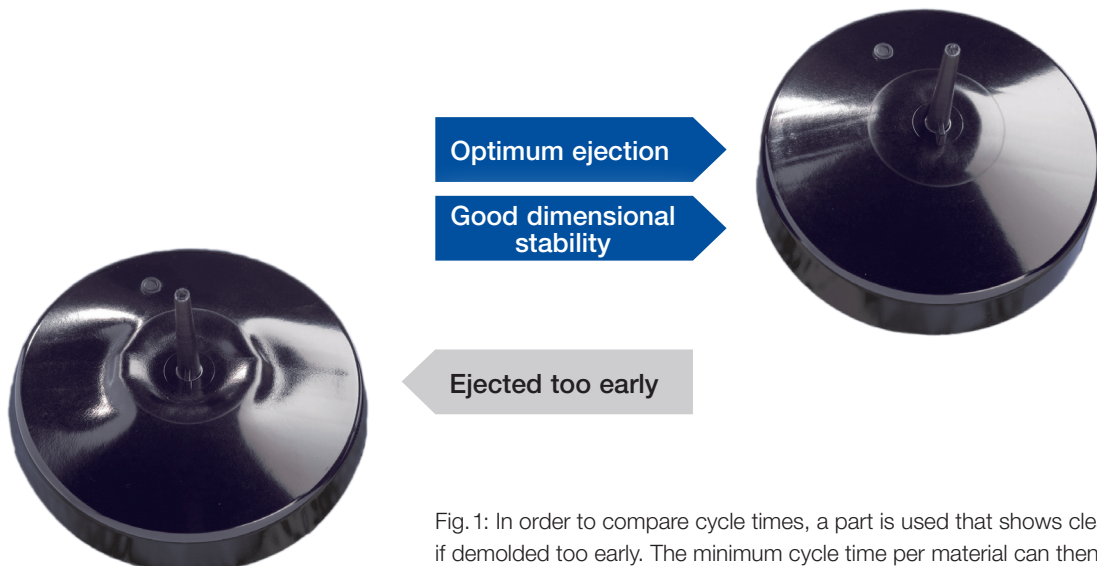 Optimum ejection
Good dimensional
stability
Ejected too early
Fig. 1: In order to compare cycle times, a part is used that shows
if demolded too early. The minimum cycle time per material can then